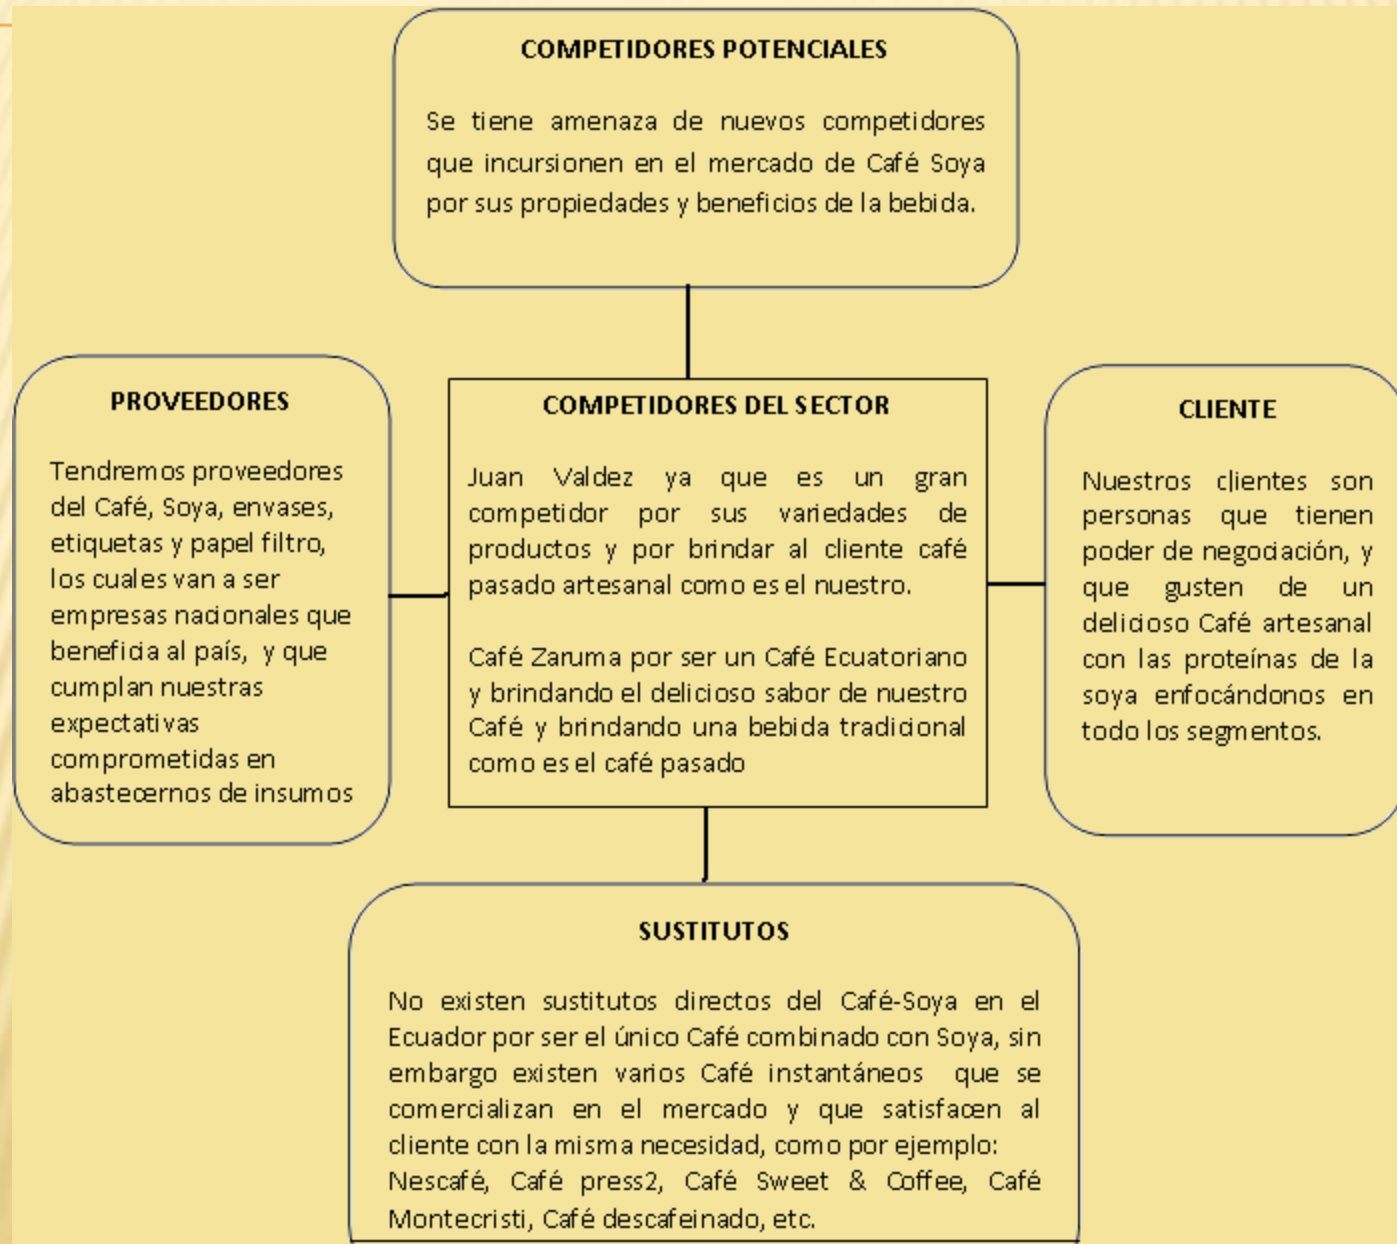 COMPETIDORES POTENCIALES
Se tiene amenaza de nuevos competidores
que incursionen en el mercado de Café Soya
por sus propiedades y beneficios de la bebida.
PROVEEDORES
Tendremos proveedores
del Café, Soya, envases,
etiquetas y papel filtro,
los cuales van a ser
empresas nacionales que
beneficia al país, y que
cumplan nuestras
expectativas
comprometidas en
abastecernos de insumos
COMPETIDORES DEL SECTOR
Juan Valdez ya que es un gran
competidor por sus variedades de
productos y por brindar al cliente café
pasado artesanal como es el nuestro.
Café Zaruma por ser un Café Ecuatoriano
y brindando el delicioso sabor de nuestro
Café y brindando una bebida tradicional
como es el café pasado
CLIENTE
Nuestros clientes son
personas que tienen
poder de negociación, y
que gusten de un
delicioso Café artesanal
con las proteínas de la
soya enfocándonos en
todo los segmentos.
SUSTITUTOS
No existen sustitutos directos del Café-Soya en el
Ecuador por ser el único Café combinado con Soya, sin
embargo existen varios Café instantáneos que se
comercializan en el mercado y que satisfacen al
cliente con la misma necesidad, como por ejemplo:
Nescafé, Café press2, Café Sweet & Coffee, Café
Montecristi, Café descafeinado, etc.